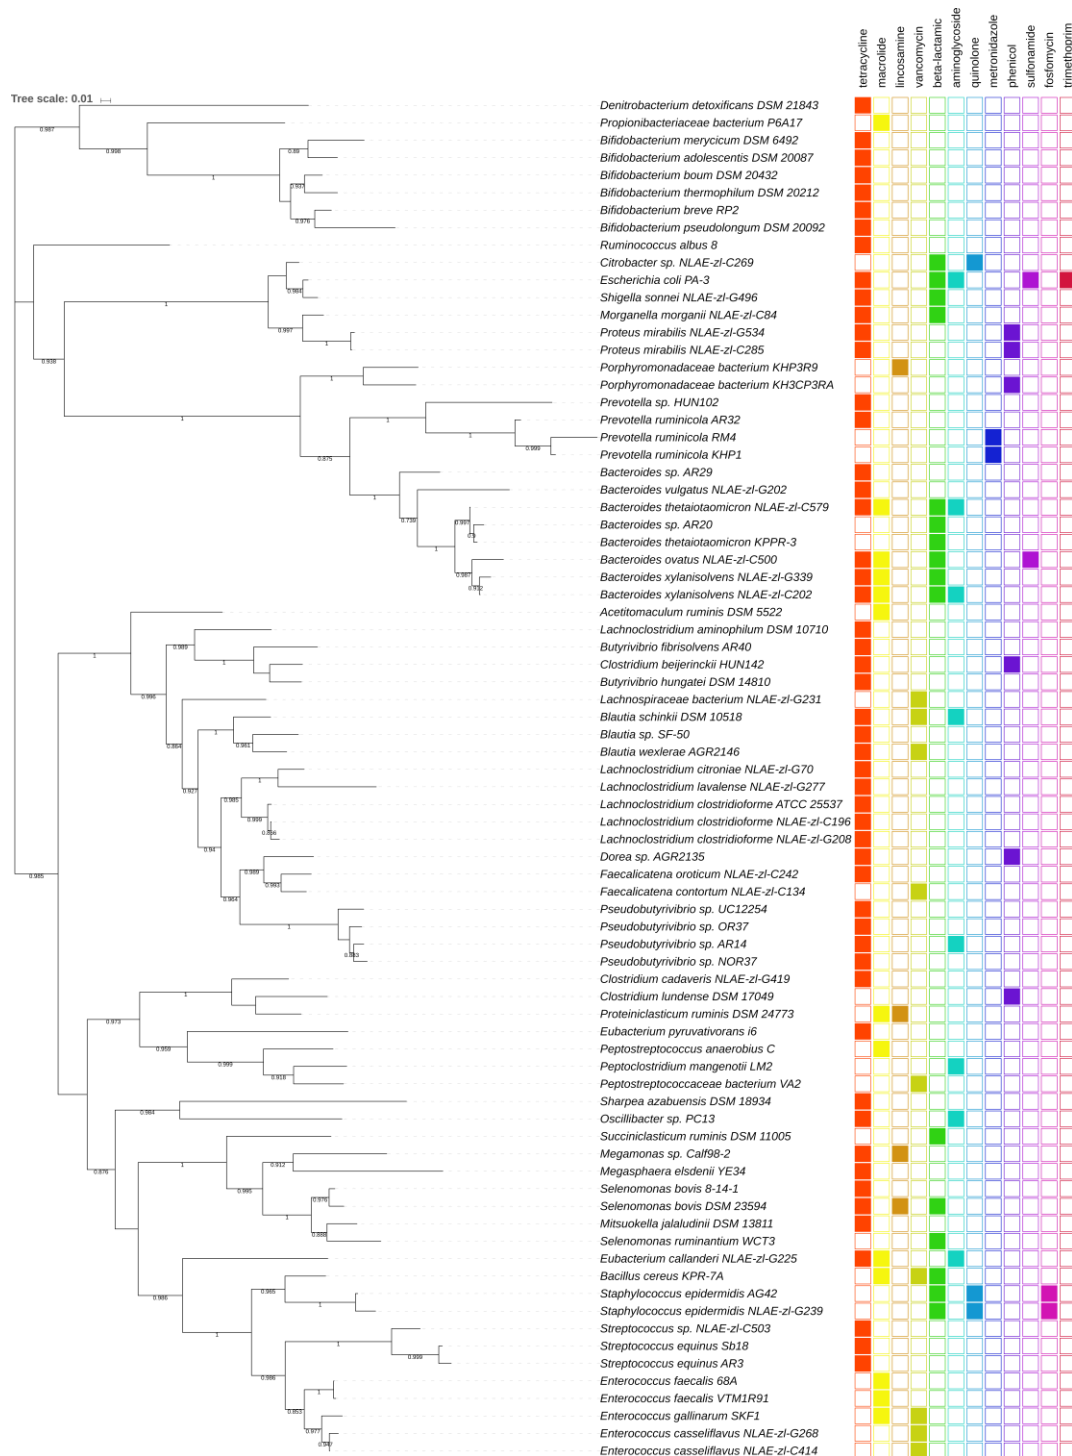 tetracycline
macrolide
lincosamine
vancomycin
beta-lactamic
aminoglycoside
quinolone
metronidazole
phenicol
sulfonamide
fosfomycin
trimethoprim
Tree scale: 0.01
Denitrobacterium detoxificans DSM 21843
Propionibacteriaceae bacterium P6A17
Bifidobacterium merycicum DSM 6492
Bifidobacterium adolescentis DSM 20087
Bifidobacterium boum DSM 20432
Bifidobacterium thermophilum DSM 20212
Bifidobacterium breve RP2
Bifidobacterium pseudolongum DSM 20092
Ruminococcus albus 8
Citrobacter sp. NLAE-zl-C269
Escherichia coli PA-3
Shigella sonnei NLAE-zl-G496
Morganella morganii NLAE-zl-C84
Proteus mirabilis NLAE-zl-G534
Proteus mirabilis NLAE-zl-C285
Porphyromonadaceae bacterium KHP3R9
Porphyromonadaceae bacterium KH3CP3RA
Prevotella sp. HUN102
Prevotella ruminicola AR32
Prevotella ruminicola RM4
Prevotella ruminicola KHP1
Bacteroides sp. AR29
Bacteroides vulgatus NLAE-zl-G202
Bacteroides thetaiotaomicron NLAE-zl-C579
Bacteroides sp. AR20
Bacteroides thetaiotaomicron KPPR-3
Bacteroides ovatus NLAE-zl-C500
Bacteroides xylanisolvens NLAE-zl-G339
Bacteroides xylanisolvens NLAE-zl-C202
Acetitomaculum ruminis DSM 5522
Lachnoclostridium aminophilum DSM 10710
Butyrivibrio fibrisolvens AR40
Clostridium beijerinckii HUN142
Butyrivibrio hungatei DSM 14810
Lachnospiraceae bacterium NLAE-zl-G231
Blautia schinkii DSM 10518
Blautia sp. SF-50
Blautia wexlerae AGR2146
Lachnoclostridium citroniae NLAE-zl-G70
Lachnoclostridium lavalense NLAE-zl-G277
Lachnoclostridium clostridioforme ATCC 25537
Lachnoclostridium clostridioforme NLAE-zl-C196
Lachnoclostridium clostridioforme NLAE-zl-G208
Dorea sp. AGR2135
Faecalicatena oroticum NLAE-zl-C242
Faecalicatena contortum NLAE-zl-C134
Pseudobutyrivibrio sp. UC12254
Pseudobutyrivibrio sp. OR37
Pseudobutyrivibrio sp. AR14
Pseudobutyrivibrio sp. NOR37
Clostridium cadaveris NLAE-zl-G419
Clostridium lundense DSM 17049
Proteiniclasticum ruminis DSM 24773
Eubacterium pyruvativorans i6
Peptostreptococcus anaerobius C
Peptoclostridium mangenotii LM2
Peptostreptococcaceae bacterium VA2
Sharpea azabuensis DSM 18934
Oscillibacter sp. PC13
Succiniclasticum ruminis DSM 11005
Megamonas sp. Calf98-2
Megasphaera elsdenii YE34
Selenomonas bovis 8-14-1
Selenomonas bovis DSM 23594
Mitsuokella jalaludinii DSM 13811
Selenomonas ruminantium WCT3
Eubacterium callanderi NLAE-zl-G225
Bacillus cereus KPR-7A
Staphylococcus epidermidis AG42
Staphylococcus epidermidis NLAE-zl-G239
Streptococcus sp. NLAE-zl-C503
Streptococcus equinus Sb18
Streptococcus equinus AR3
Enterococcus faecalis 68A
Enterococcus faecalis VTM1R91
Enterococcus gallinarum SKF1
Enterococcus casseliflavus NLAE-zl-G268
Enterococcus casseliflavus NLAE-zl-C414